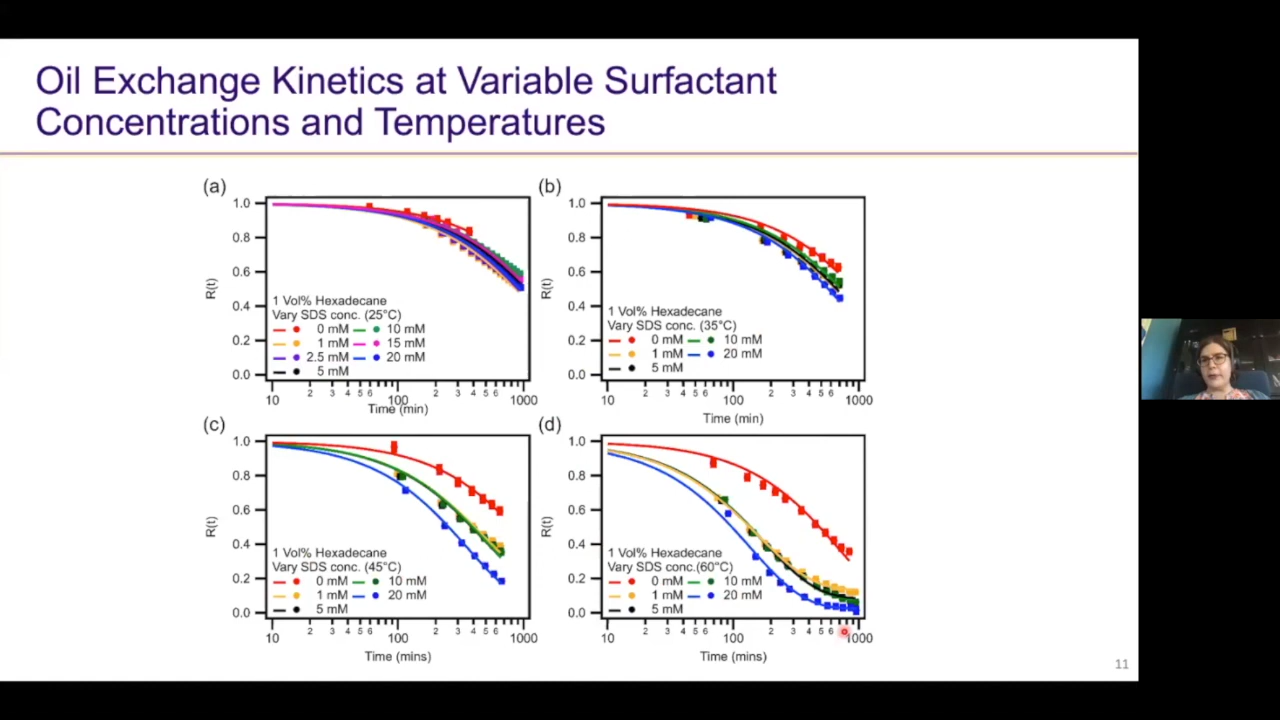 Oil Exchange Kinetics at Variable Surfactant
Concentrations and Temperatures
(a)
1.0
0.8
0.6
0.4
0.2
0.0
R(t)
1 Vol% Hexadecane
Vary SDS conc. (25°C)
0 mM 10 mM
1 mM 15 mM
2.5 mM 20 mM
5 mM
10 2 3 4 5 6 100 2 3 4 5 6 1000
Time (min)
(b)
1.0
0.8
0.6
0.4
0.2
0.0
R(t)
1 Vol% Hexadecane
Vary SDS conc. (35°C)
0 mM 10 mM
1 mM 20 mM
5 mM
10 2 3 4 5 6 100 2 3 4 5 6 1000
Time (min)
(c)
1.0
0.8
0.6
0.4
0.2
0.0
R(t)
1 Vol% Hexadecane
Vary SDS conc. (45°C)
0 mM 10 mM
1 mM 20 mM
5 mM
10 2 3 4 5 6 100 2 3 4 5 6 1000
Time (mins)
(d)
1.0
0.8
0.6
0.4
0.2
0.0
R(t)
1 Vol% Hexadecane
Vary SDS conc.(60°C)
0 mM 10 mM
1 mM 20 mM
5 mM
10 2 3 4 5 6 100 2 3 4 5 6 1000
Time (mins)
11